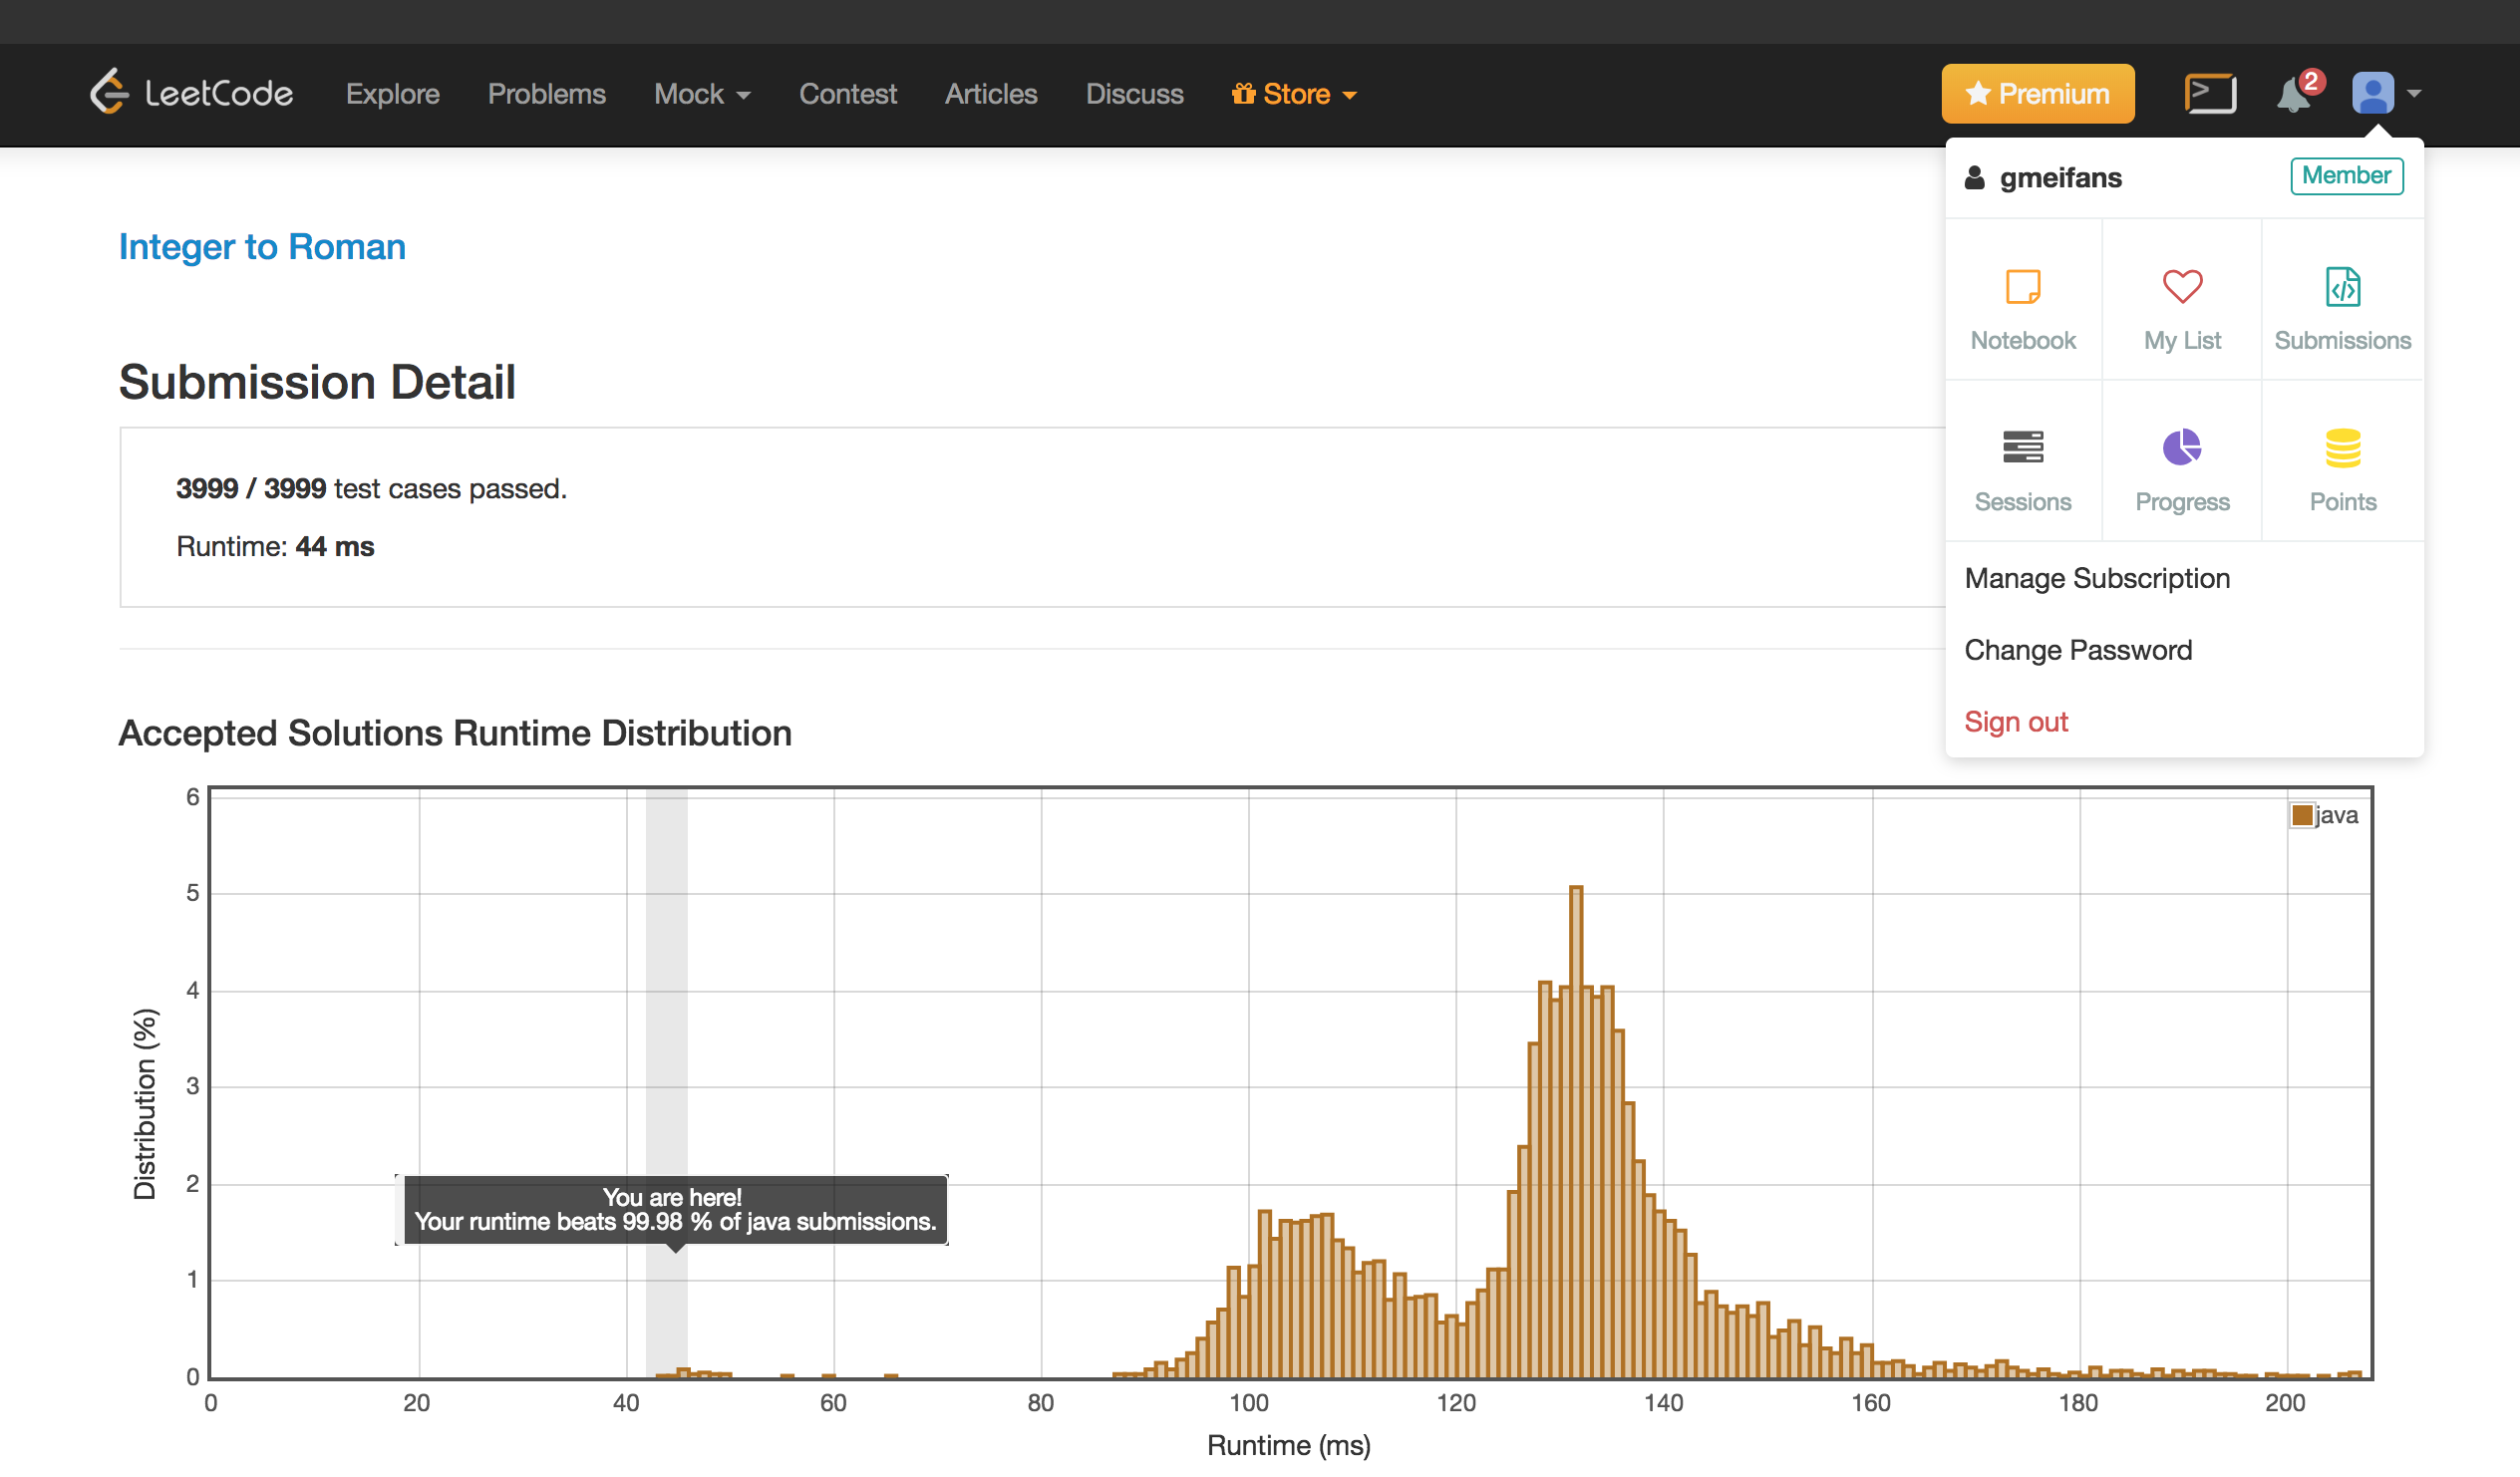 LeetCode Explore Problems Mock Contest Articles Discuss Store Premium 2
gmeifans Member
Notebook My List Submissions
Sessions Progress Points
Manage Subscription
Change Password
Sign out
Integer to Roman
Submission Detail
3999 / 3999 test cases passed.
Runtime: 44 ms
Accepted Solutions Runtime Distribution
java
6
5
4
3
2
1
0
Distribution (%)
You are here!
Your runtime beats 99.98 % of java submissions.
0 20 40 60 80 100 120 140 160 180 200
Runtime (ms)